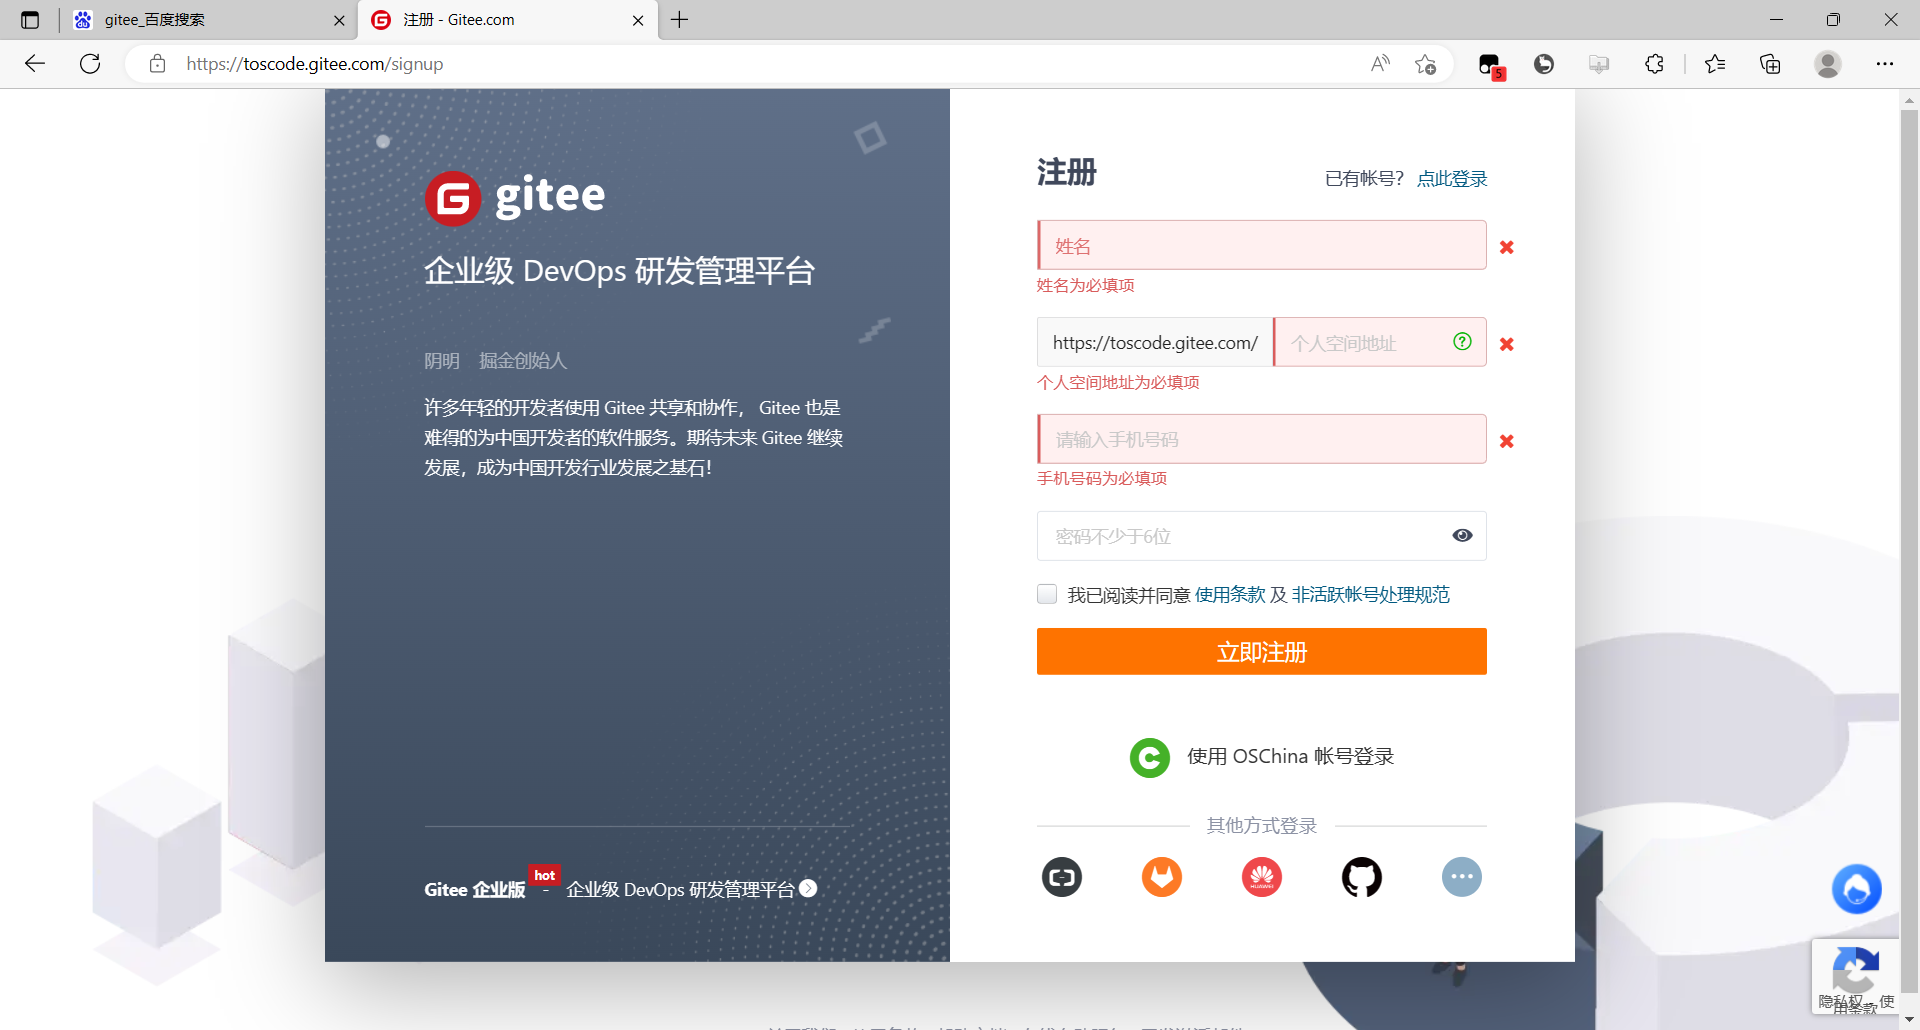 gitee_百度搜索
注册 - Gitee.com
https://toscode.gitee.com/signup
5
gitee
企业级 DevOps 研发管理平台
阴明 掘金创始人
许多年轻的开发者使用 Gitee 共享和协作， Gitee 也是
难得的为中国开发者的软件服务。期待未来 Gitee 继续
发展，成为中国开发行业发展之基石！
Gitee 企业版 hot - 企业级 DevOps 研发管理平台
注册
已有帐号？ 点此登录
姓名
姓名为必填项
https://toscode.gitee.com/ 个人空间地址
个人空间地址为必填项
请输入手机号码
手机号码为必填项
密码不少于6位
我已阅读并同意 使用条款 及 非活跃帐号处理规范
立即注册
使用 OSChina 帐号登录
其他方式登录
HUAWEI
隐私权 - 使
用条款